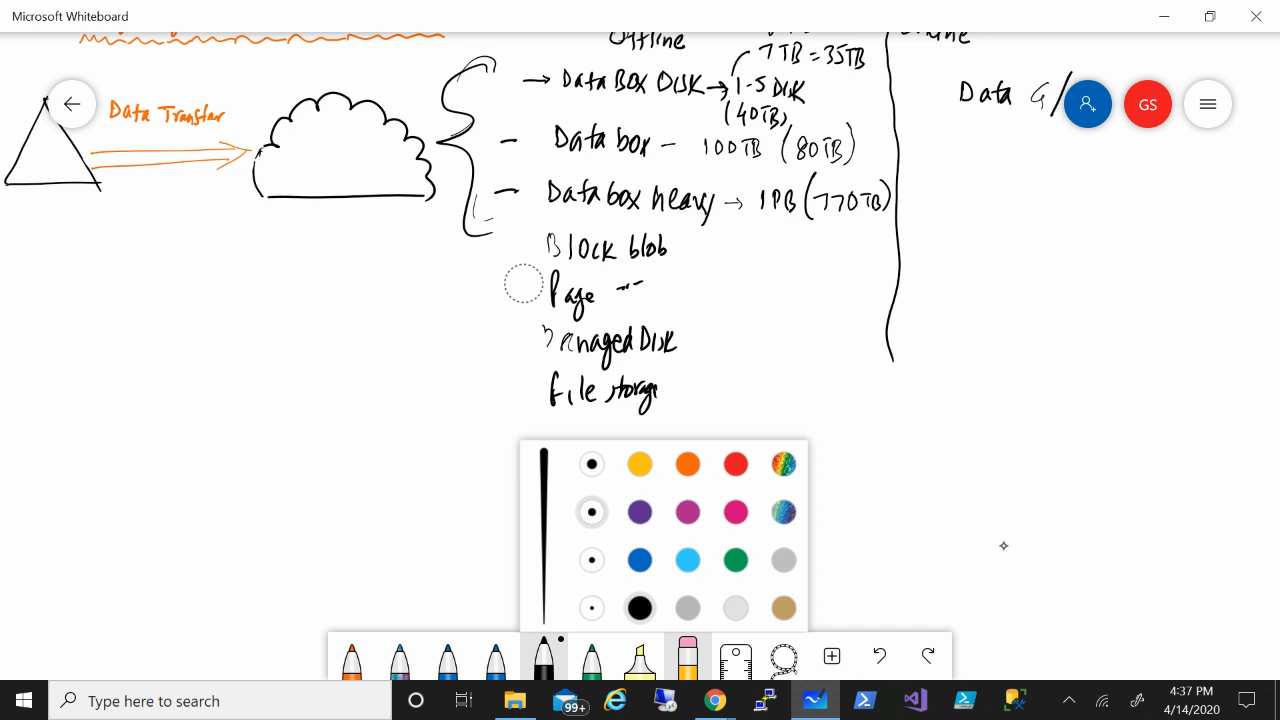 Microsoft Whiteboard
Offline
7TB = 35TB
Data Transfer
→ Data Box Disk → 1-5 Disk
(40TB)
- Data box - 100TB (80TB)
- Data box heavy → 1PB (770TB)
Block blob
Page "
Managed Disk
File storage
Data G/
GS
Type here to search
99+
4:37 PM
4/14/2020